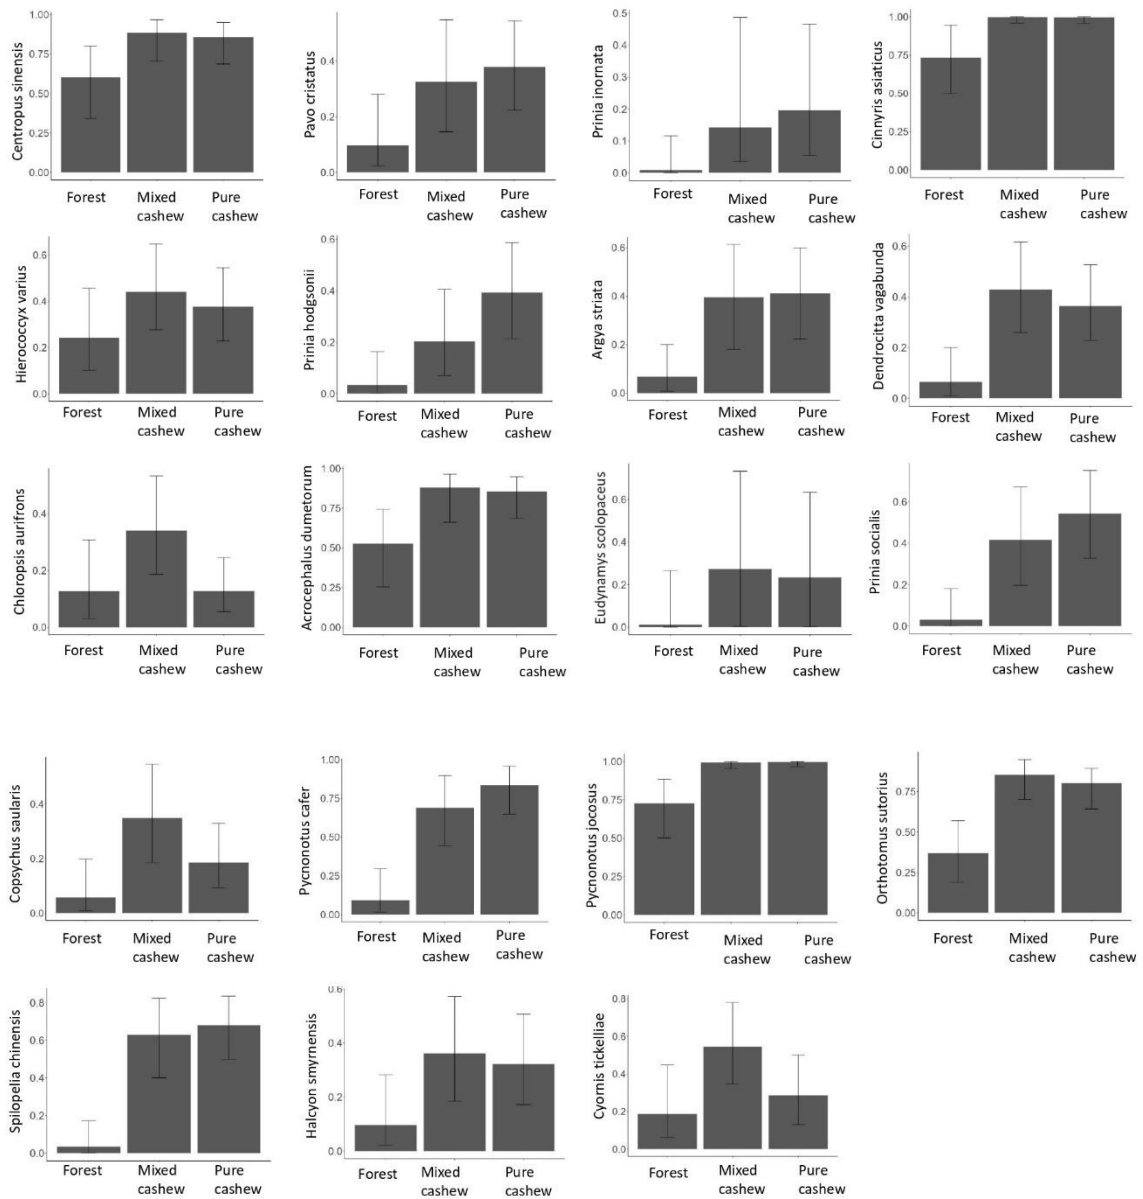 Centropus sinensis
1.00
0.75
0.50
0.25
0.00
Forest
Mixed
cashew
Pure
cashew
Pavo cristatus
0.4
0.2
0.0
Forest
Mixed
cashew
Pure
cashew
Prinia inornata
0.5
0.4
0.3
0.2
0.1
0.0
Forest
Mixed
cashew
Pure
cashew
Cinnyris asiaticus
1.00
0.75
0.50
0.25
0.00
Forest
Mixed
cashew
Pure
cashew
Hierococcyx varius
0.6
0.4
0.2
0.0
Forest
Mixed
cashew
Pure
cashew
Prinia hodgsonii
0.6
0.4
0.2
0.0
Forest
Mixed
cashew
Pure
cashew
Argya striata
0.6
0.4
0.2
0.0
Forest
Mixed
cashew
Pure
cashew
Dendrocitta vagabunda
0.6
0.4
0.2
0.0
Forest
Mixed
cashew
Pure
cashew
Chloropsis aurifrons
0.4
0.2
0.0
Forest
Mixed
cashew
Pure
cashew
Acrocephalus dumetorum
1.00
0.75
0.50
0.25
0.00
Forest
Mixed
cashew
Pure
cashew
Eudynamys scolopaceus
0.6
0.4
0.2
0.0
Forest
Mixed
cashew
Pure
cashew
Prinia socialis
0.6
0.4
0.2
0.0
Forest
Mixed
cashew
Pure
cashew
Copsychus saularis
0.4
0.2
0.0
Forest
Mixed
cashew
Pure
cashew
Pycnonotus cafer
1.00
0.75
0.50
0.25
0.00
Forest
Mixed
cashew
Pure
cashew
Pycnonotus jocosus
1.00
0.75
0.50
0.25
0.00
Forest
Mixed
cashew
Pure
cashew
Orthotomus sutorius
0.75
0.50
0.25
0.00
Forest
Mixed
cashew
Pure
cashew
Spilopelia chinensis
0.8
0.6
0.4
0.2
0.0
Forest
Mixed
cashew
Pure
cashew
Halcyon smyrnensis
0.6
0.4
0.2
0.0
Forest
Mixed
cashew
Pure
cashew
Cyornis tickelliae
0.8
0.6
0.4
0.2
0.0
Forest
Mixed
cashew
Pure
cashew